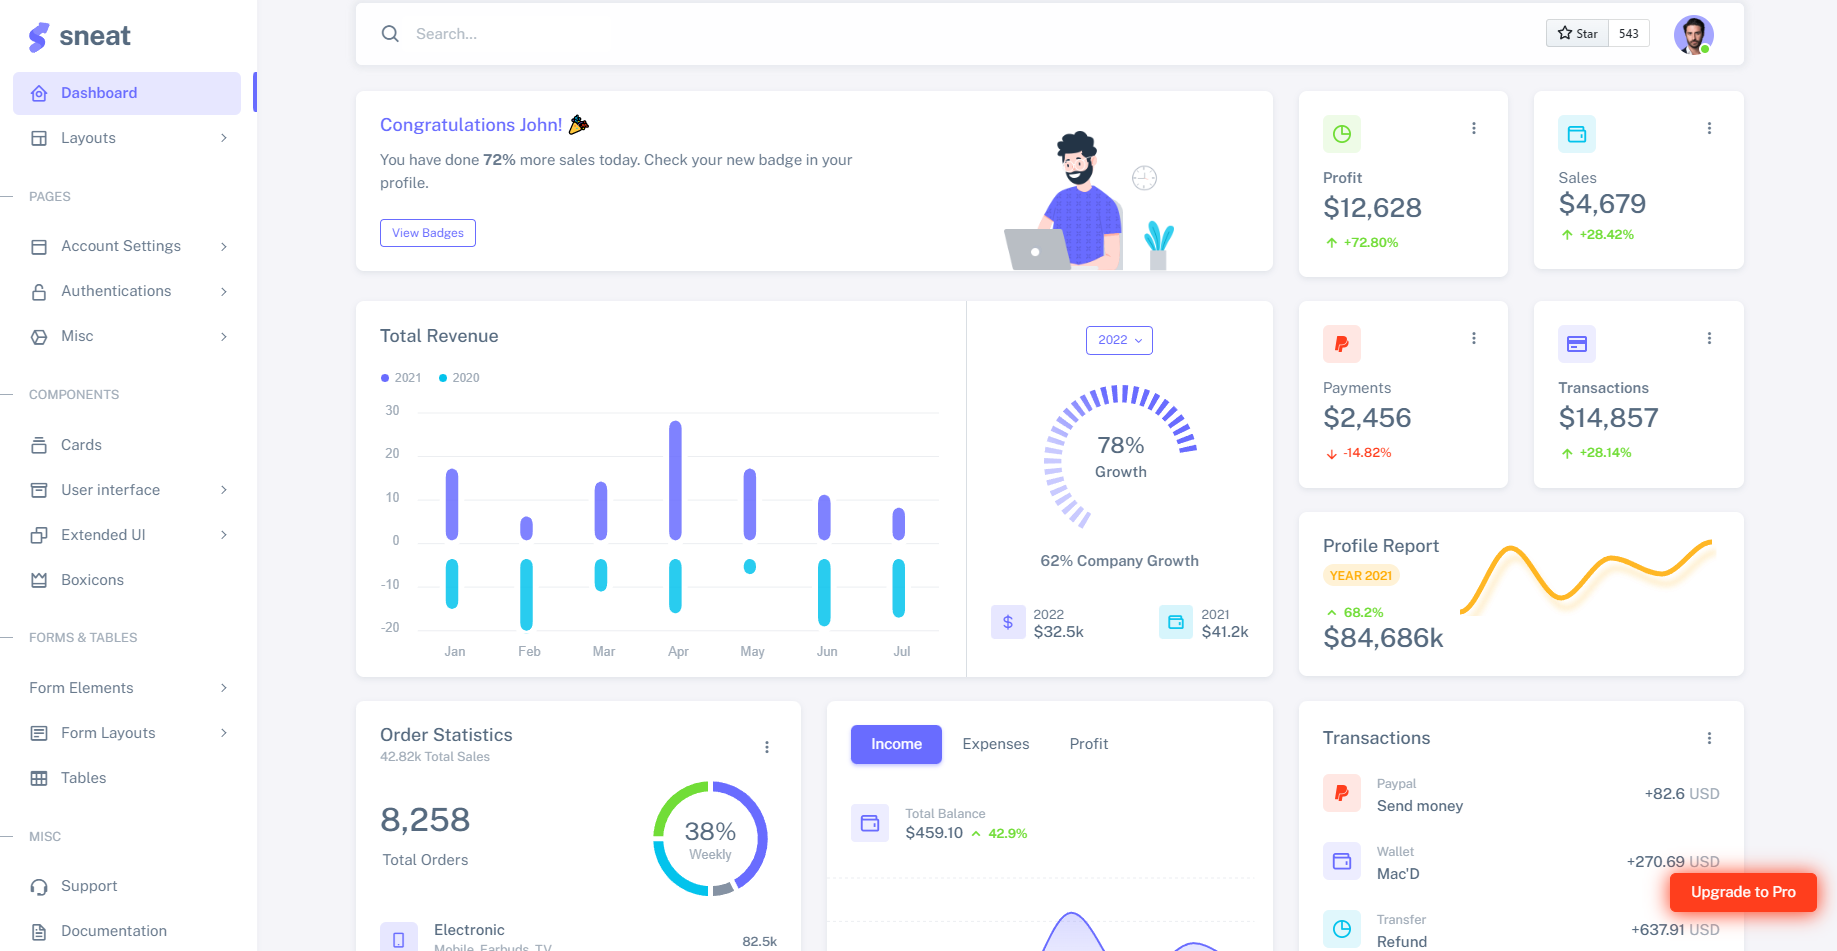 sneat
Dashboard
Layouts
PAGES
Account Settings
Authentications
Misc
COMPONENTS
Cards
User interface
Extended UI
Boxicons
FORMS & TABLES
Form Elements
Form Layouts
Tables
MISC
Support
Documentation
Search...
Star 543
Congratulations John!
You have done 72% more sales today. Check your new badge in your
profile.
View Badges
Profit
$12,628
+72.80%
Sales
$4,679
+28.42%
Total Revenue
2021 2020
30
20
10
0
-10
-20
Jan Feb Mar Apr May Jun Jul
2022
78%
Growth
62% Company Growth
2022
$32.5k
2021
$41.2k
Payments
$2,456
-14.82%
Transactions
$14,857
+28.14%
Profile Report
YEAR 2021
68.2%
$84,686k
Order Statistics
42.82k Total Sales
8,258
Total Orders
38%
Weekly
Electronic
Mobile, Earbuds, TV
82.5k
Income Expenses Profit
Total Balance
$459.10 42.9%
Transactions
Paypal
Send money
+82.6 USD
Wallet
Mac'D
+270.69 USD
Transfer
Refund
+637.91 USD
Upgrade to Pro